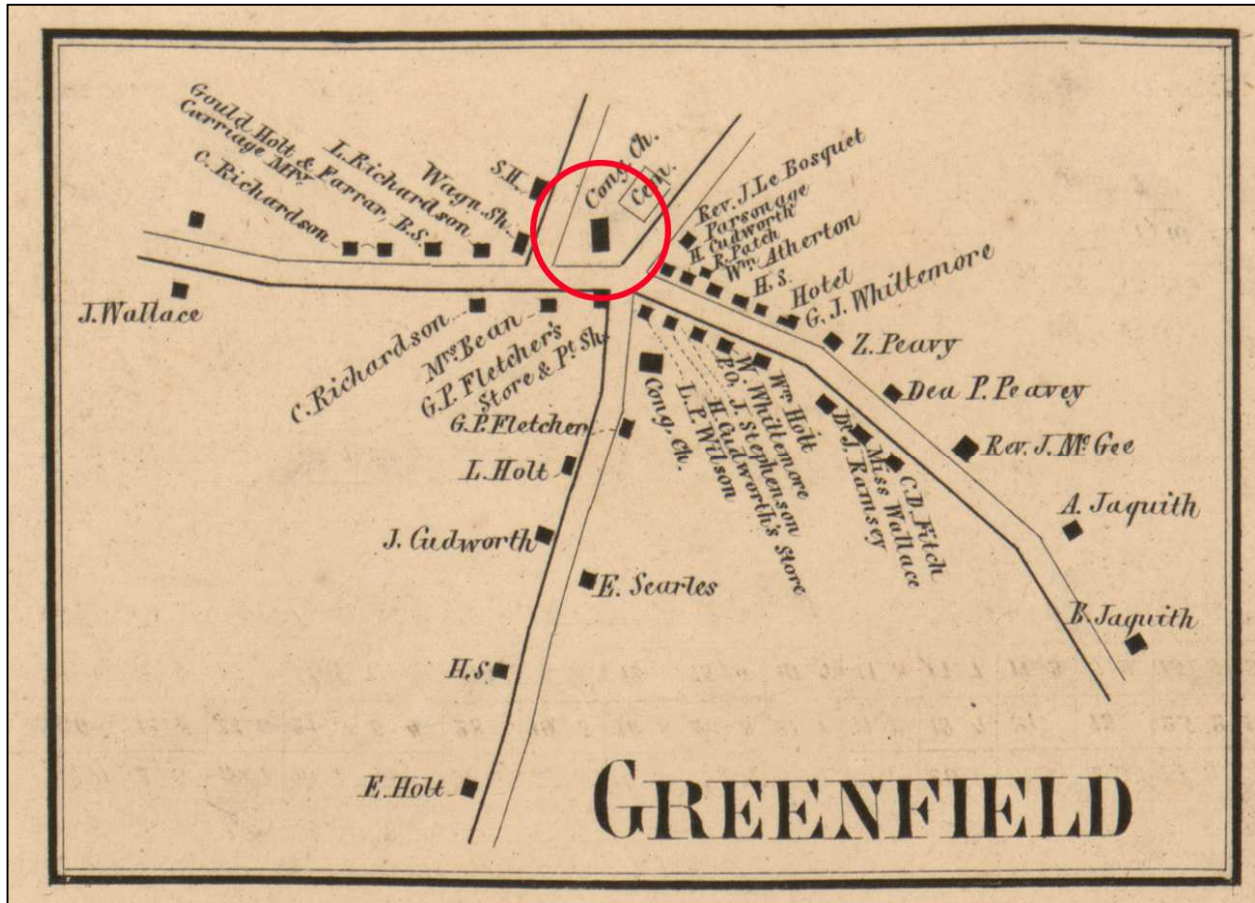 Gould Holt &
Carriage Mfy.
Farrar, B.S.
C. Richardson
L. Richardson
Wagn. Sh.
S.H.
Cong. Ch.
Cem.
Rev. J. Le Bosquet
Parsonage
H. Cudworth
R. Patch
Wm. Atherton
H. S.
Hotel
G. J. Whittemore
Z. Peavy
Dea P. Peavey
Rev. J. Mc Gee
A. Jaquith
B. Jaquith
J. Wallace
C. Richardson
Mrs. Bean
G. P. Fletcher's
Store & Pt. Sh.
G. P. Fletcher
L. Holt
J. Cudworth
E. Searles
H. S.
E. Holt
Cong. Ch.
L. P. Wilson
H. Cudworth's Store
P.O. J. Stephenson
W. Whittemore
Wm. Holt
Dr. J. Ramsey
Miss Wallace
C. D. Fitch
GREENFIELD